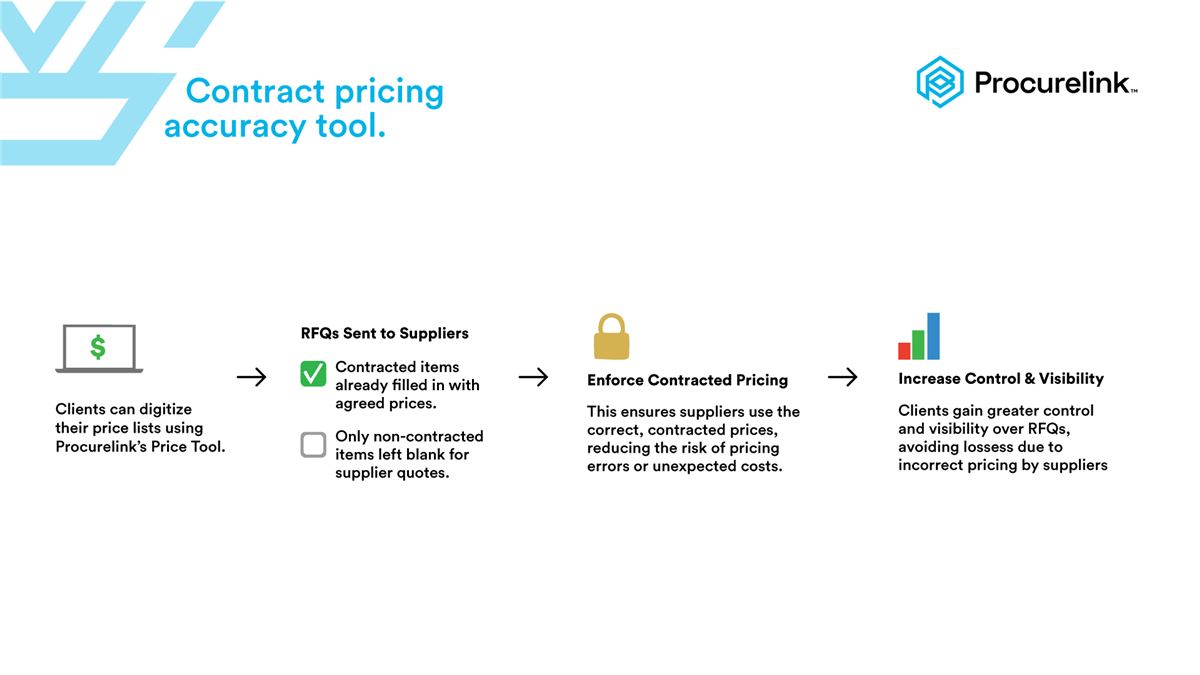 Contract pricing
accuracy tool.
Procurelink™
$
Clients can digitize
their price lists using
Procurelink's Price Tool.
RFQs Sent to Suppliers
Contracted items
already filled in with
agreed prices.
Only non-contracted
items left blank for
supplier quotes.
Enforce Contracted Pricing
This ensures suppliers use the
correct, contracted prices,
reducing the risk of pricing
errors or unexpected costs.
Increase Control & Visibility
Clients gain greater control
and visibility over RFQs,
avoiding lossess due to
incorrect pricing by suppliers